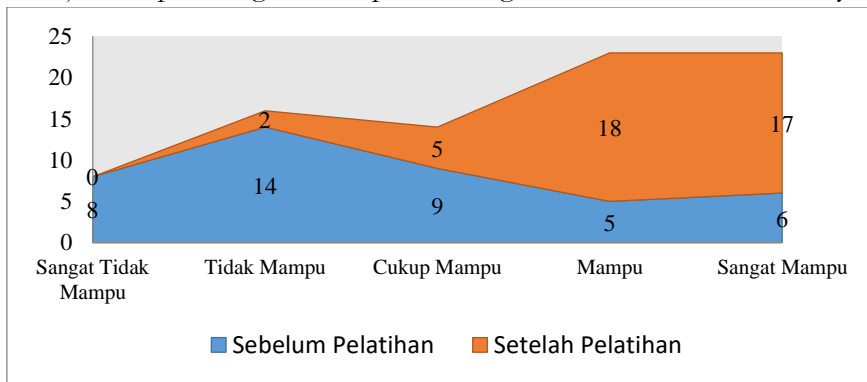 25
20
15
10
5
0
0
8
2
14
5
9
18
5
17
6
Sangat Tidak Mampu
Tidak Mampu
Cukup Mampu
Mampu
Sangat Mampu
Sebelum Pelatihan
Setelah Pelatihan